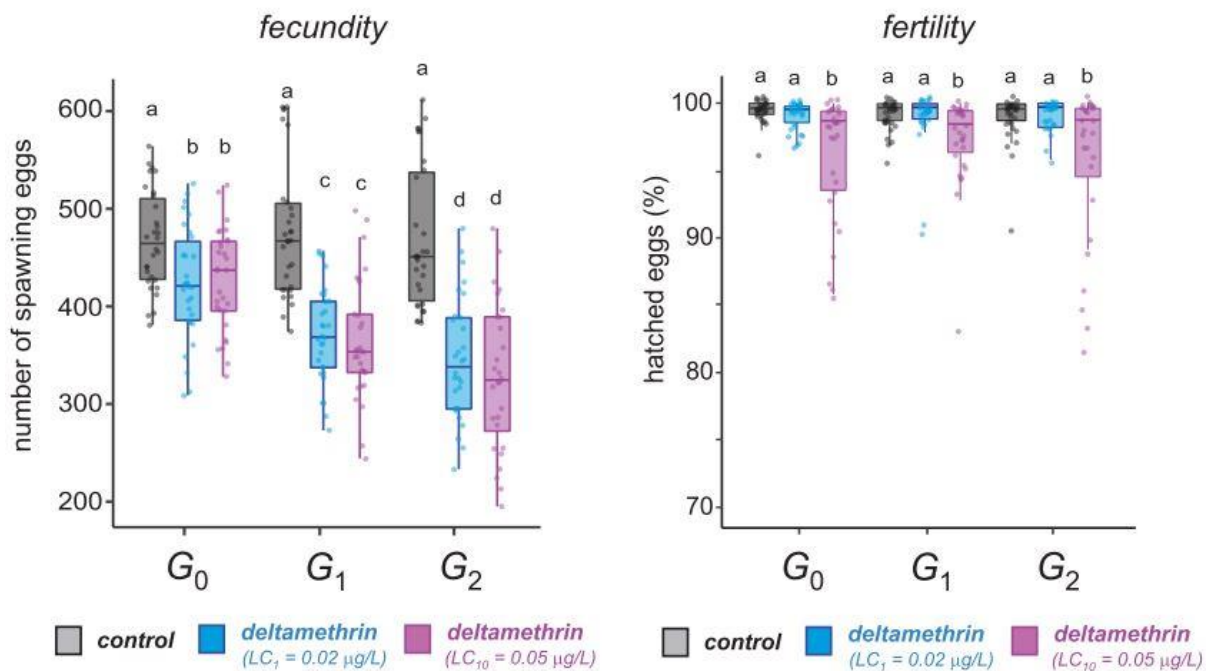 fecundity
number of spawning eggs
600
500
400
300
200
a
b
b
a
c
c
a
d
d
G₀
G₁
G₂
control
deltamethrin
(LC₁ = 0.02 µg/L)
deltamethrin
(LC₁₀ = 0.05 µg/L)
fertility
hatched eggs (%)
100
90
80
70
a
a
b
a
a
b
a
a
b
G₀
G₁
G₂
control
deltamethrin
(LC₁ = 0.02 µg/L)
deltamethrin
(LC₁₀ = 0.05 µg/L)